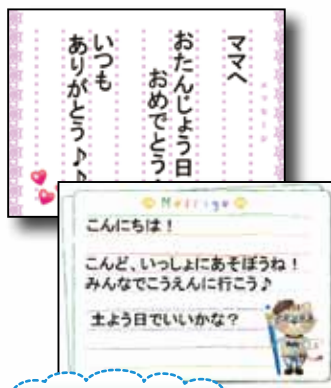 ママへ
おたんじょう日
おめでとう
いつも
ありがとう♪♪
Message
こんにちは！
こんど、いっしょにあそぼうね！
みんなでこうえんに行こう♪
土よう日でいいかな？